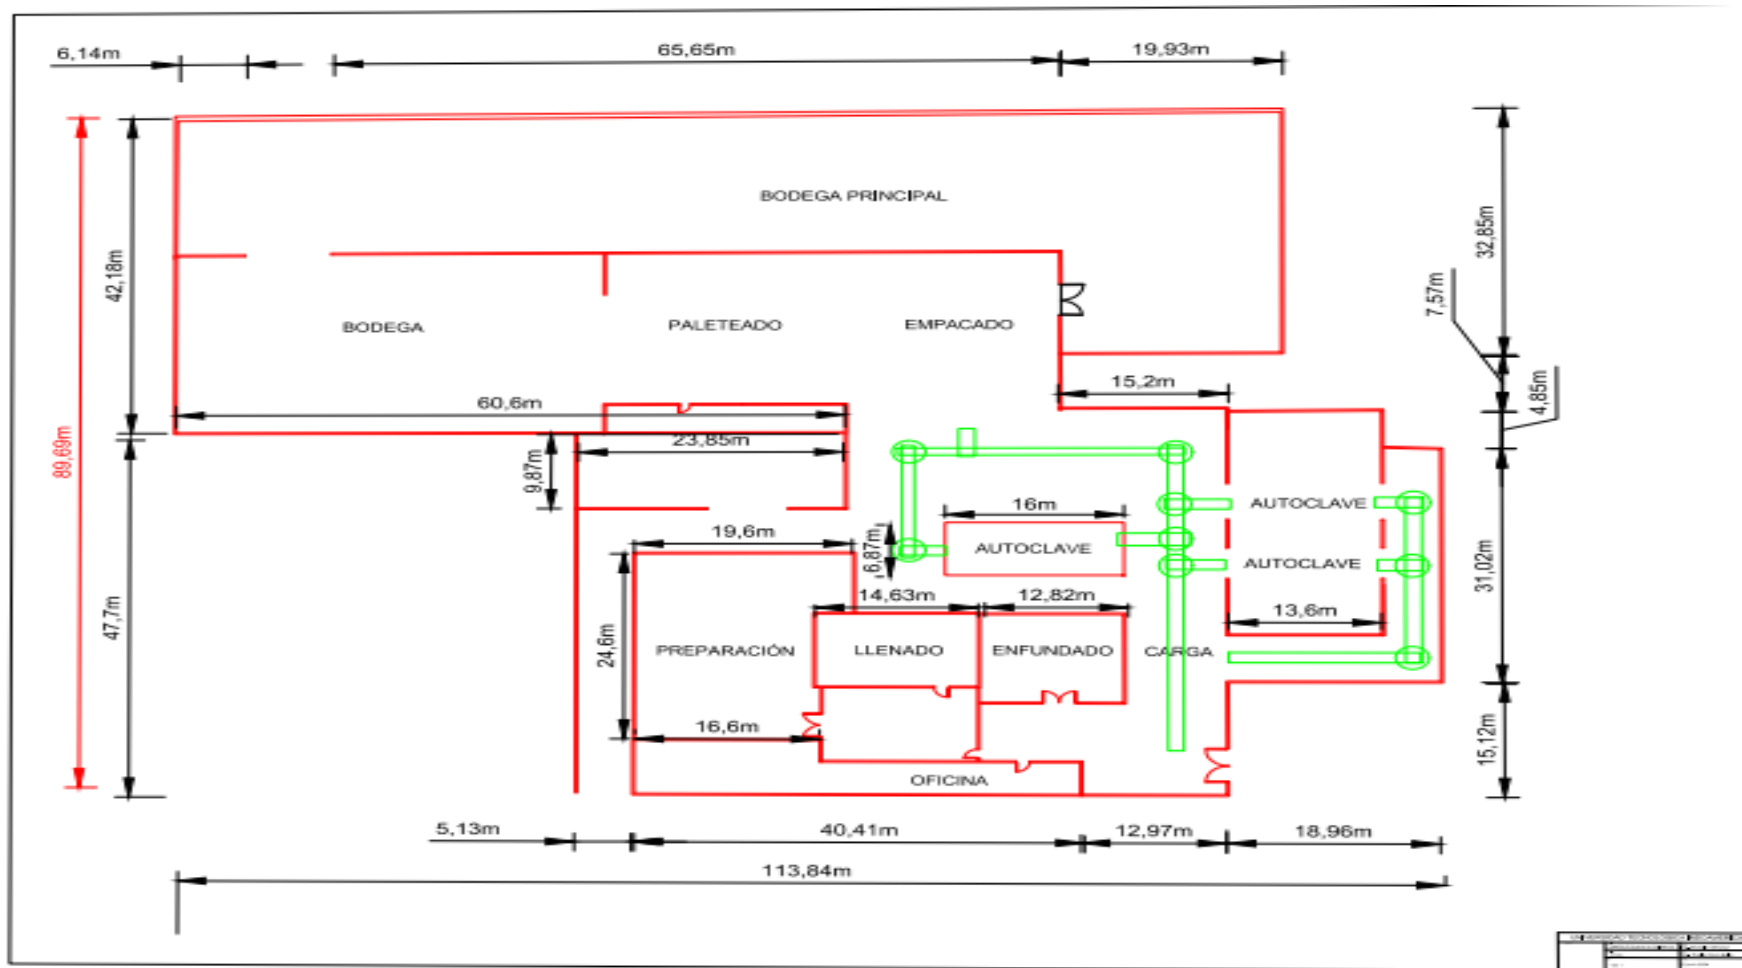 6,14m
65,65m
19,93m
BODEGA PRINCIPAL
32,85m
42,18m
7,57m
BODEGA
PALETEADO
EMPACADO
15,2m
4,85m
60,6m
89,69m
23,85m
9,87m
16m
AUTOCLAVE
19,6m
6,87m
AUTOCLAVE
AUTOCLAVE
31,02m
14,63m
12,82m
13,6m
47,7m
24,6m
PREPARACIÓN
LLENADO
ENFUNDADO
CARGA
16,6m
15,12m
OFICINA
5,13m
40,41m
12,97m
18,96m
113,84m